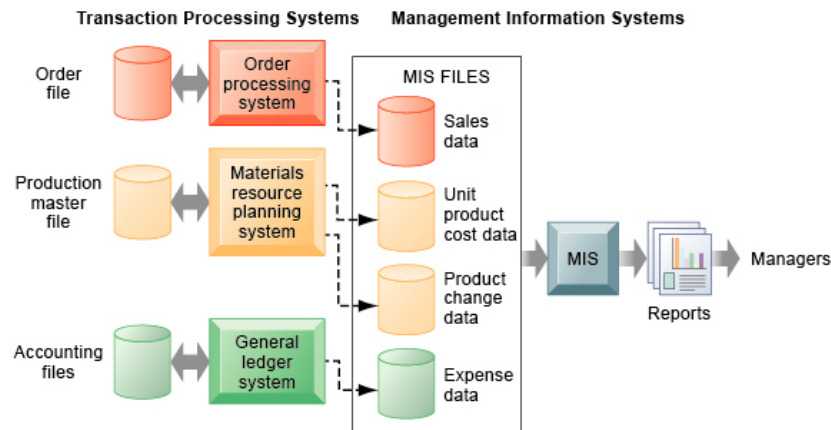 Transaction Processing Systems
Management Information Systems
Order
file
Order
processing
system
MIS FILES
Sales
data
Production
master
file
Materials
resource
planning
system
Unit
product
cost data
Product
change
data
MIS
Reports
Managers
Accounting
files
General
ledger
system
Expense
data